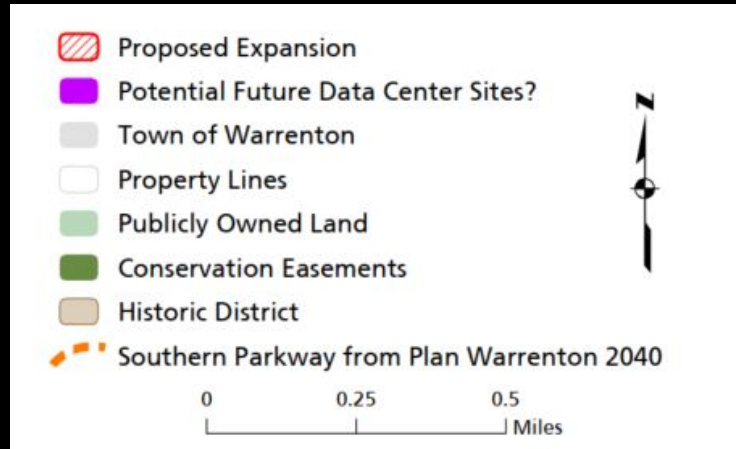 Proposed Expansion
Potential Future Data Center Sites?
Town of Warrenton
Property Lines
Publicly Owned Land
Conservation Easements
Historic District
Southern Parkway from Plan Warrenton 2040
N
0 0.25 0.5
Miles